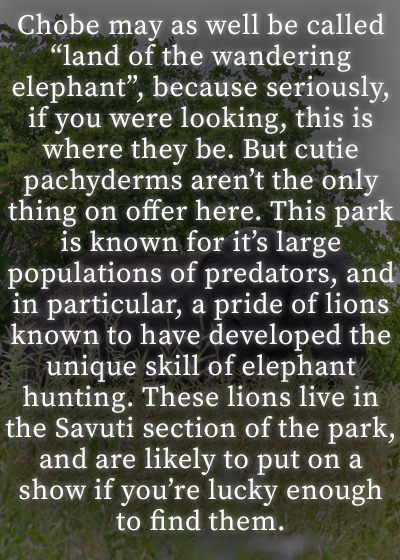 Chobe may as well be called
“land of the wandering
elephant”, because seriously,
if you were looking, this is
where they be. But cutie
pachyderms aren’t the only
thing on offer here. This park
is known for it’s large
populations of predators, and
in particular, a pride of lions
known to have developed the
unique skill of elephant
hunting. These lions live in
the Savuti section of the park,
and are likely to put on a
show if you’re lucky enough
to find them.